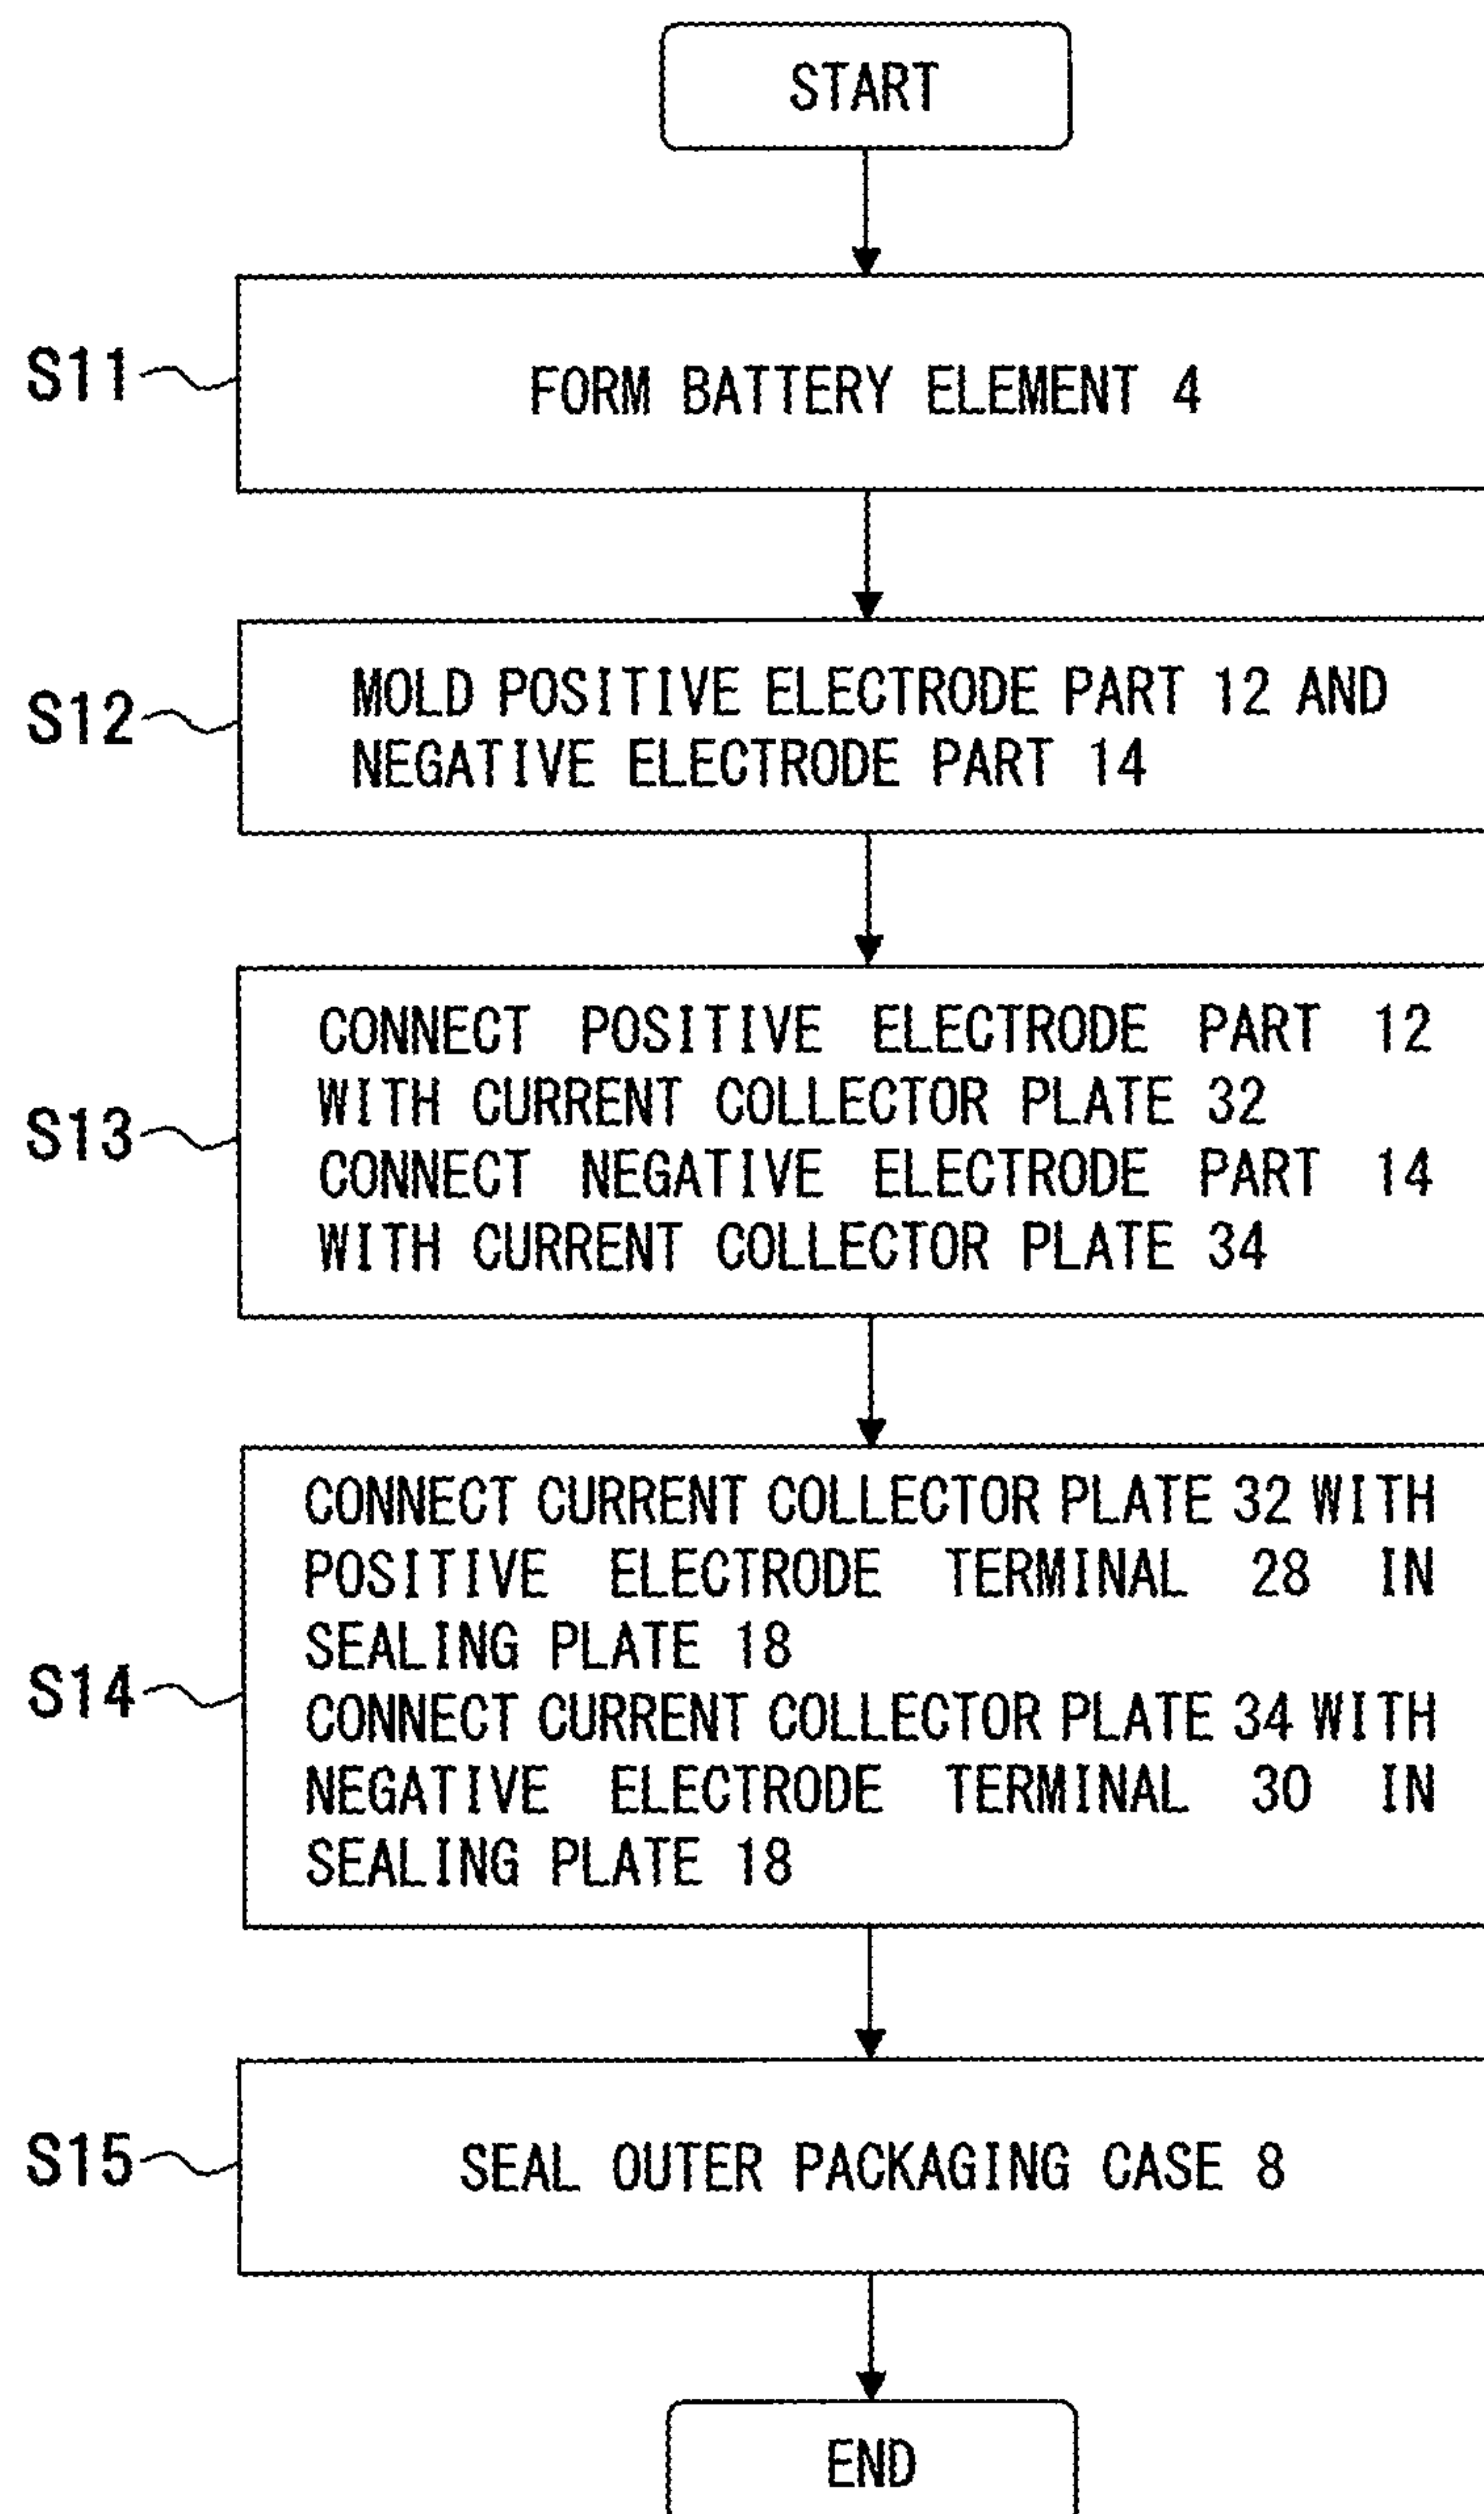 START
S11
FORM BATTERY ELEMENT 4
S12
MOLD POSITIVE ELECTRODE PART 12 AND
NEGATIVE ELECTRODE PART 14
S13
CONNECT POSITIVE ELECTRODE PART 12
WITH CURRENT COLLECTOR PLATE 32
CONNECT NEGATIVE ELECTRODE PART 14
WITH CURRENT COLLECTOR PLATE 34
S14
CONNECT CURRENT COLLECTOR PLATE 32 WITH
POSITIVE ELECTRODE TERMINAL 28 IN
SEALING PLATE 18
CONNECT CURRENT COLLECTOR PLATE 34 WITH
NEGATIVE ELECTRODE TERMINAL 30 IN
SEALING PLATE 18
S15
SEAL OUTER PACKAGING CASE 8
END